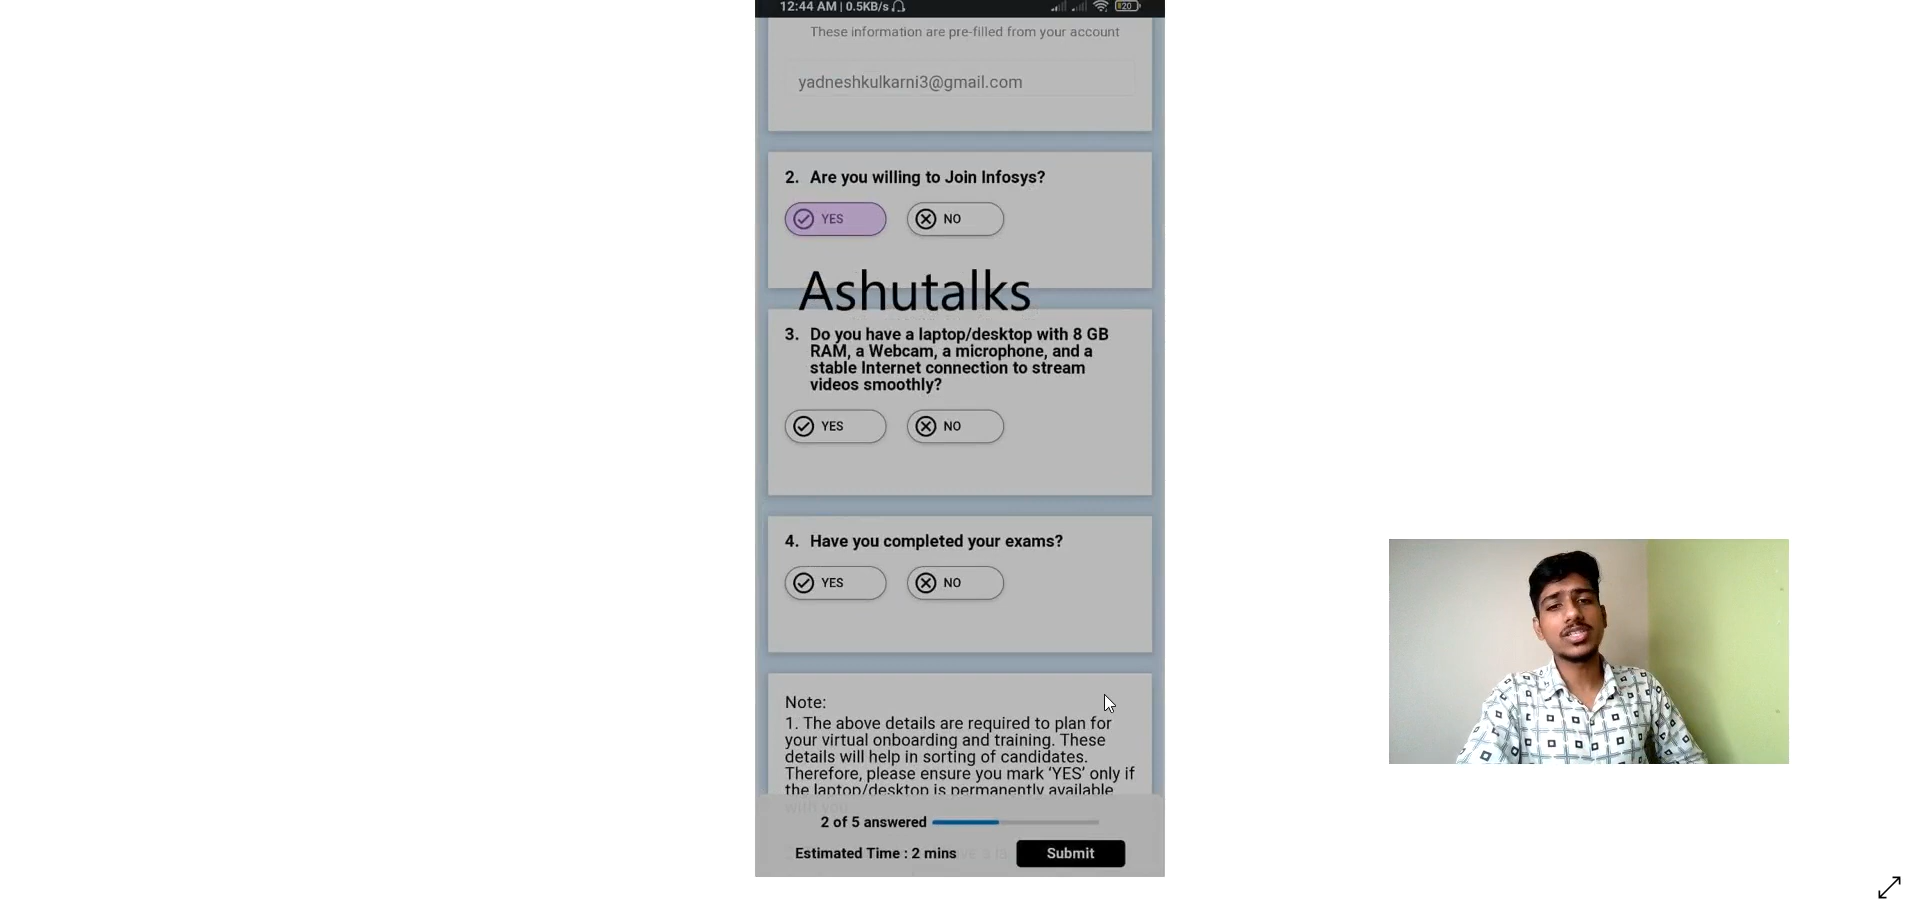 12:44 AM | 0.5KB/s
20
These information are pre-filled from your account
yadneshkulkarni3@gmail.com
2. Are you willing to Join Infosys?
YES NO
Ashutalks
3. Do you have a laptop/desktop with 8 GB
RAM, a Webcam, a microphone, and a
stable Internet connection to stream
videos smoothly?
YES NO
4. Have you completed your exams?
YES NO
Note:
1. The above details are required to plan for
your virtual onboarding and training. These
details will help in sorting of candidates.
Therefore, please ensure you mark ‘YES’ only if
the laptop/desktop is permanently available
with you
2 of 5 answered
Estimated Time : 2 mins Submit